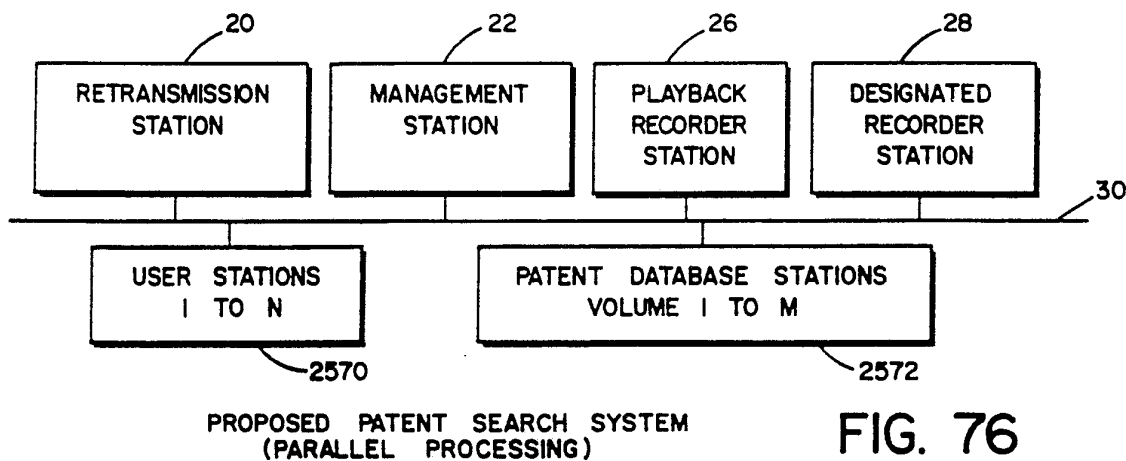 20
22
26
28
RETRANSMISSION
STATION
MANAGEMENT
STATION
PLAYBACK
RECORDER
STATION
DESIGNATED
RECORDER
STATION
30
USER STATIONS
1 TO N
PATENT DATABASE STATIONS
VOLUME 1 TO M
2570
2572
PROPOSED PATENT SEARCH SYSTEM
(PARALLEL PROCESSING)
FIG. 76